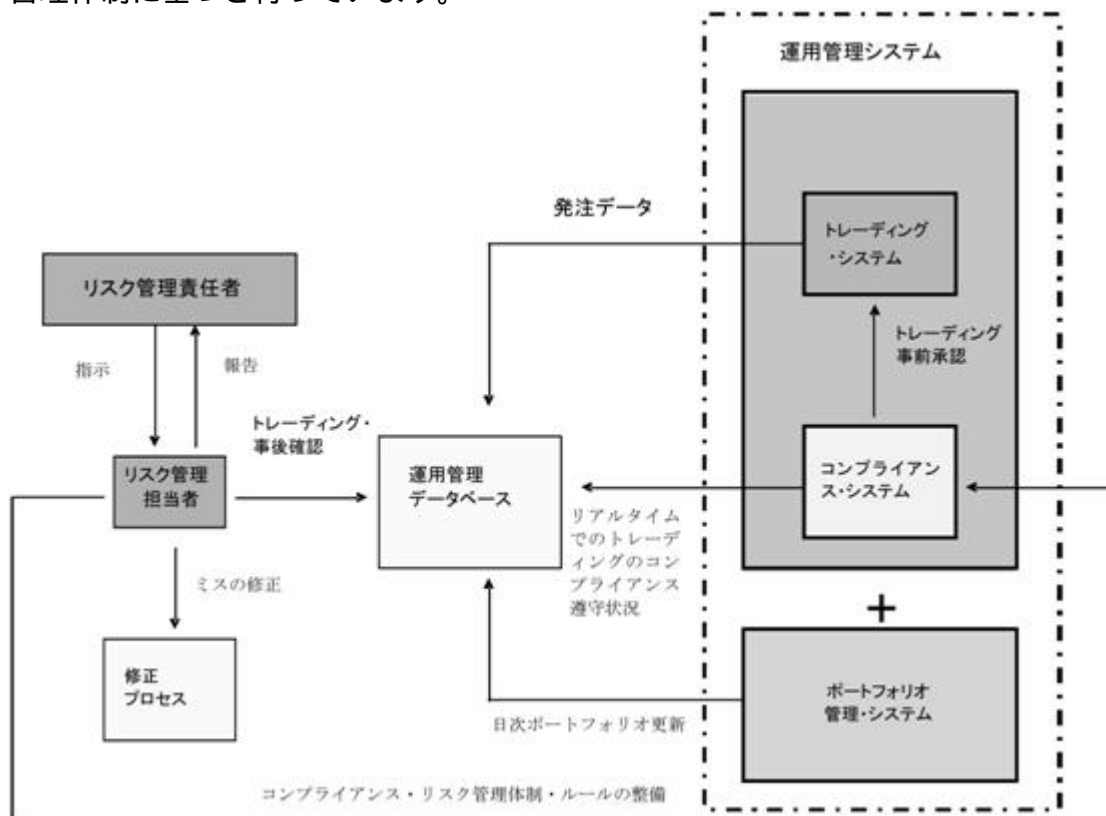 管理体制に基づき行っています。
運用管理システム
発注データ
トレーディング
・システム
リスク管理責任者
トレーディング
事前承認
指示
報告
トレーディング・
事後確認
リスク管理
担当者
運用管理
データベース
コンプライアン
ス・システム
リアルタイム
でのトレーデ
ィングのコン
プライアンス
遵守状況
ミスの修正
+
修正
プロセス
ポートフォリオ
管理・システム
日次ポートフォリオ更新
コンプライアンス・リスク管理体制・ルールの整備